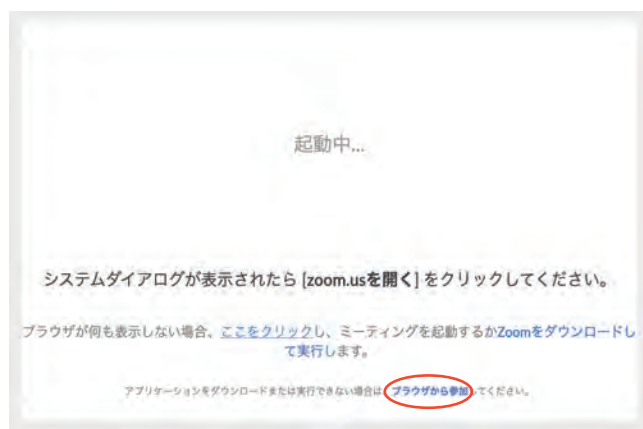 起動中...
システムダイアログが表示されたら [zoom.usを開く] をクリックしてください。
ブラウザが何も表示しない場合、ここをクリックし、ミーティングを起動するかZoomをダウンロードし
て実行します。
アプリケーションをダウンロードまたは実行できない場合は、ブラウザから参加してください。